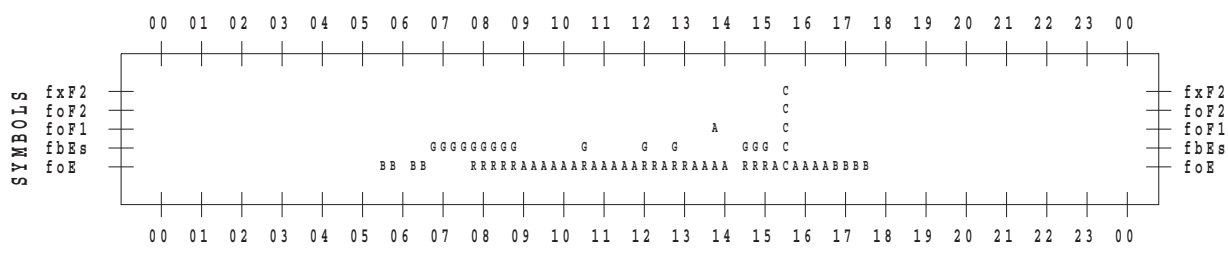 00 01 02 03 04 05 06 07 08 09 10 11 12 13 14 15 16 17 18 19 20 21 22 23 00
SYMBOLS
fxF2 C fxF2
foF2 C foF2
foF1 A C foF1
fbEs GGGGGGGGG G G G GGG C fbEs
foE BB BB RRRRRAAAAAARAAAAARRARRAAAA RRRACAAAABBBB foE
00 01 02 03 04 05 06 07 08 09 10 11 12 13 14 15 16 17 18 19 20 21 22 23 00